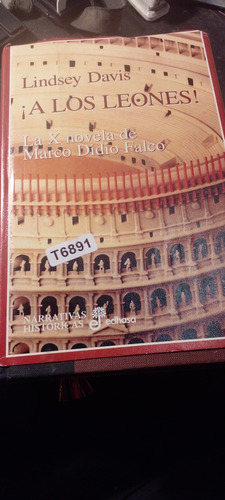 Lindsey Davis
¡A LOS LEONES!
La X novela de
Marco Didio Falco
T6891
NARRATIVAS
HISTÓRICAS
edhasa